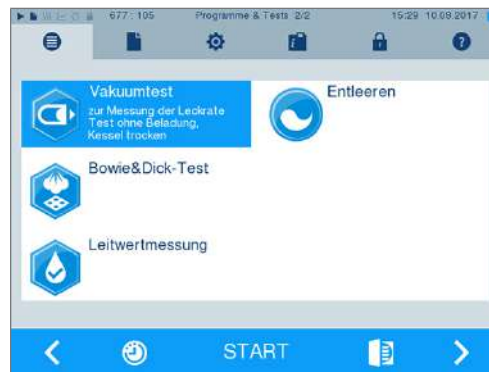 677 : 105 Programme & Tests 2/2 15:29 10.08.2017
Vakuumtest
zur Messung der Leckrate
Test ohne Beladung,
Kessel trocken
Entleeren
Bowie&Dick-Test
Leitwertmessung
START